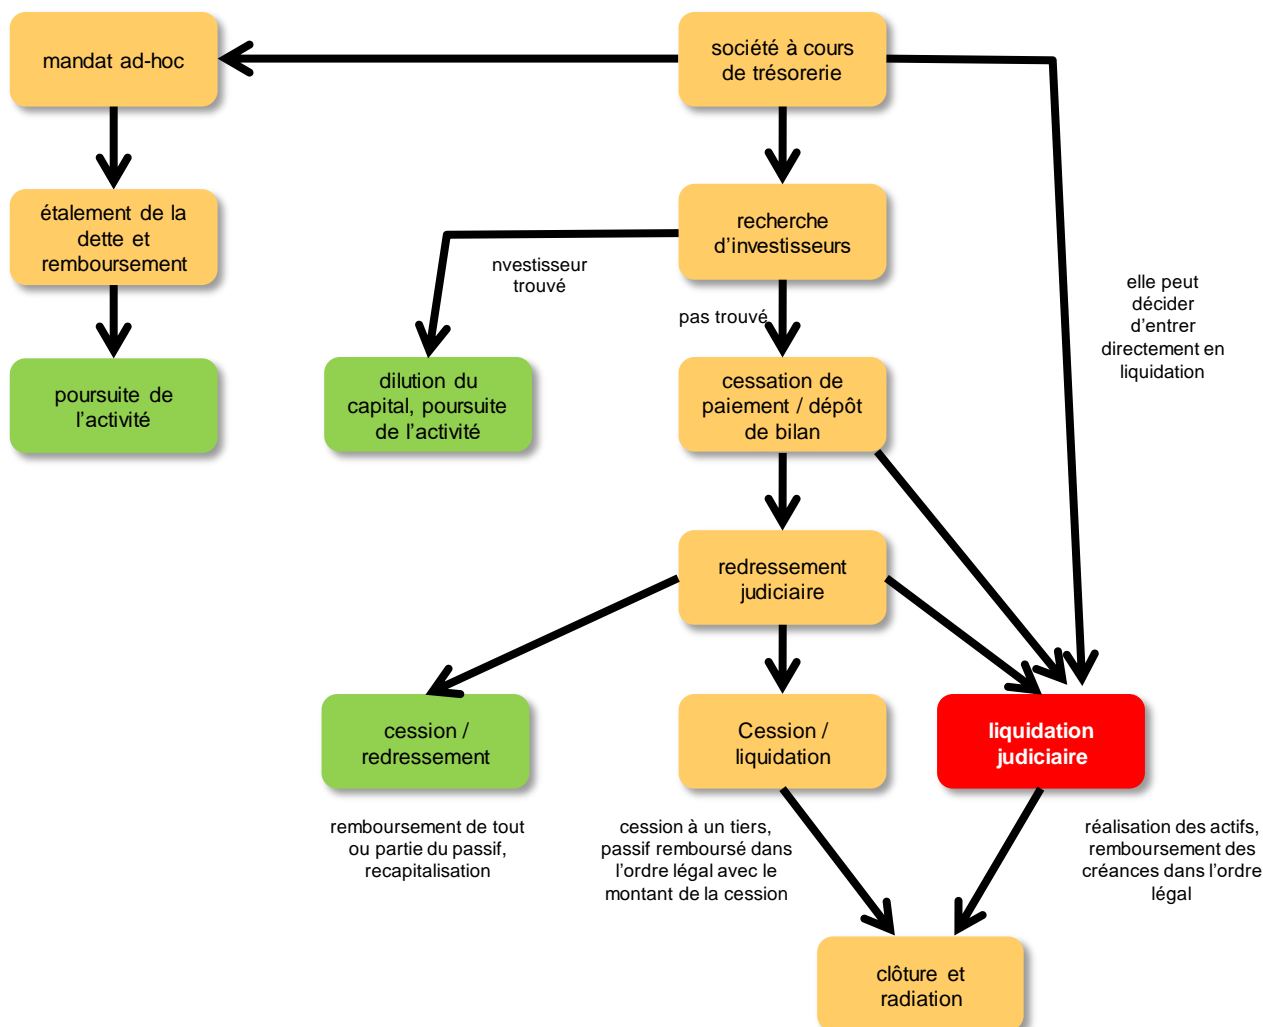 mandat ad-hoc
société à cours
de trésorerie
étalement de la
dette et
remboursement
recherche
d’investisseurs
nvestisseur
trouvé
pas trouvé
elle peut
décider
d’entrer
directement en
liquidation
poursuite de
l’activité
dilution du
capital, poursuite
de l’activité
cessation de
paiement / dépôt
de bilan
redressement
judiciaire
cession /
redressement
Cession /
liquidation
liquidation
judiciaire
remboursement de tout
ou partie du passif,
recapitalisation
cession à un tiers,
passif remboursé dans
l’ordre légal avec le
montant de la cession
réalisation des actifs,
remboursement des
créances dans l’ordre
légal
clôture et
radiation